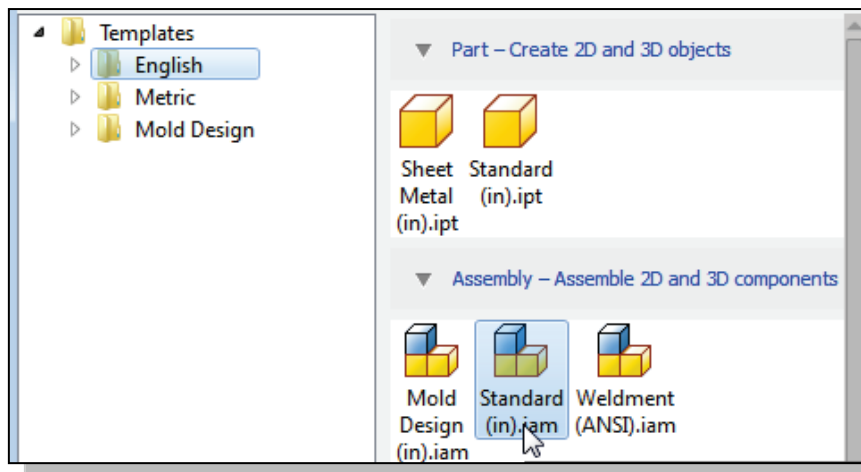 Templates
English
Metric
Mold Design
Part – Create 2D and 3D objects
Sheet
Metal
(in).ipt
Standard
(in).ipt
Assembly – Assemble 2D and 3D components
Mold
Design
(in).iam
Standard
(in).iam
Weldment
(ANSI).iam